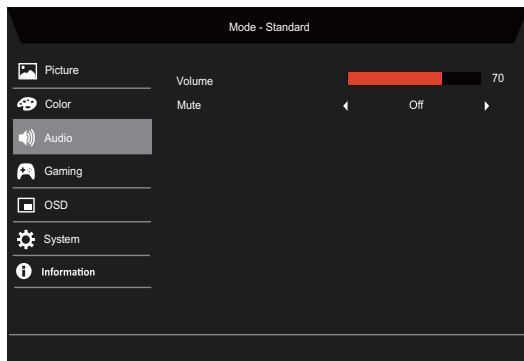 Mode - Standard
Picture
Color
Audio
Gaming
OSD
System
Information
Volume 70
Mute Off